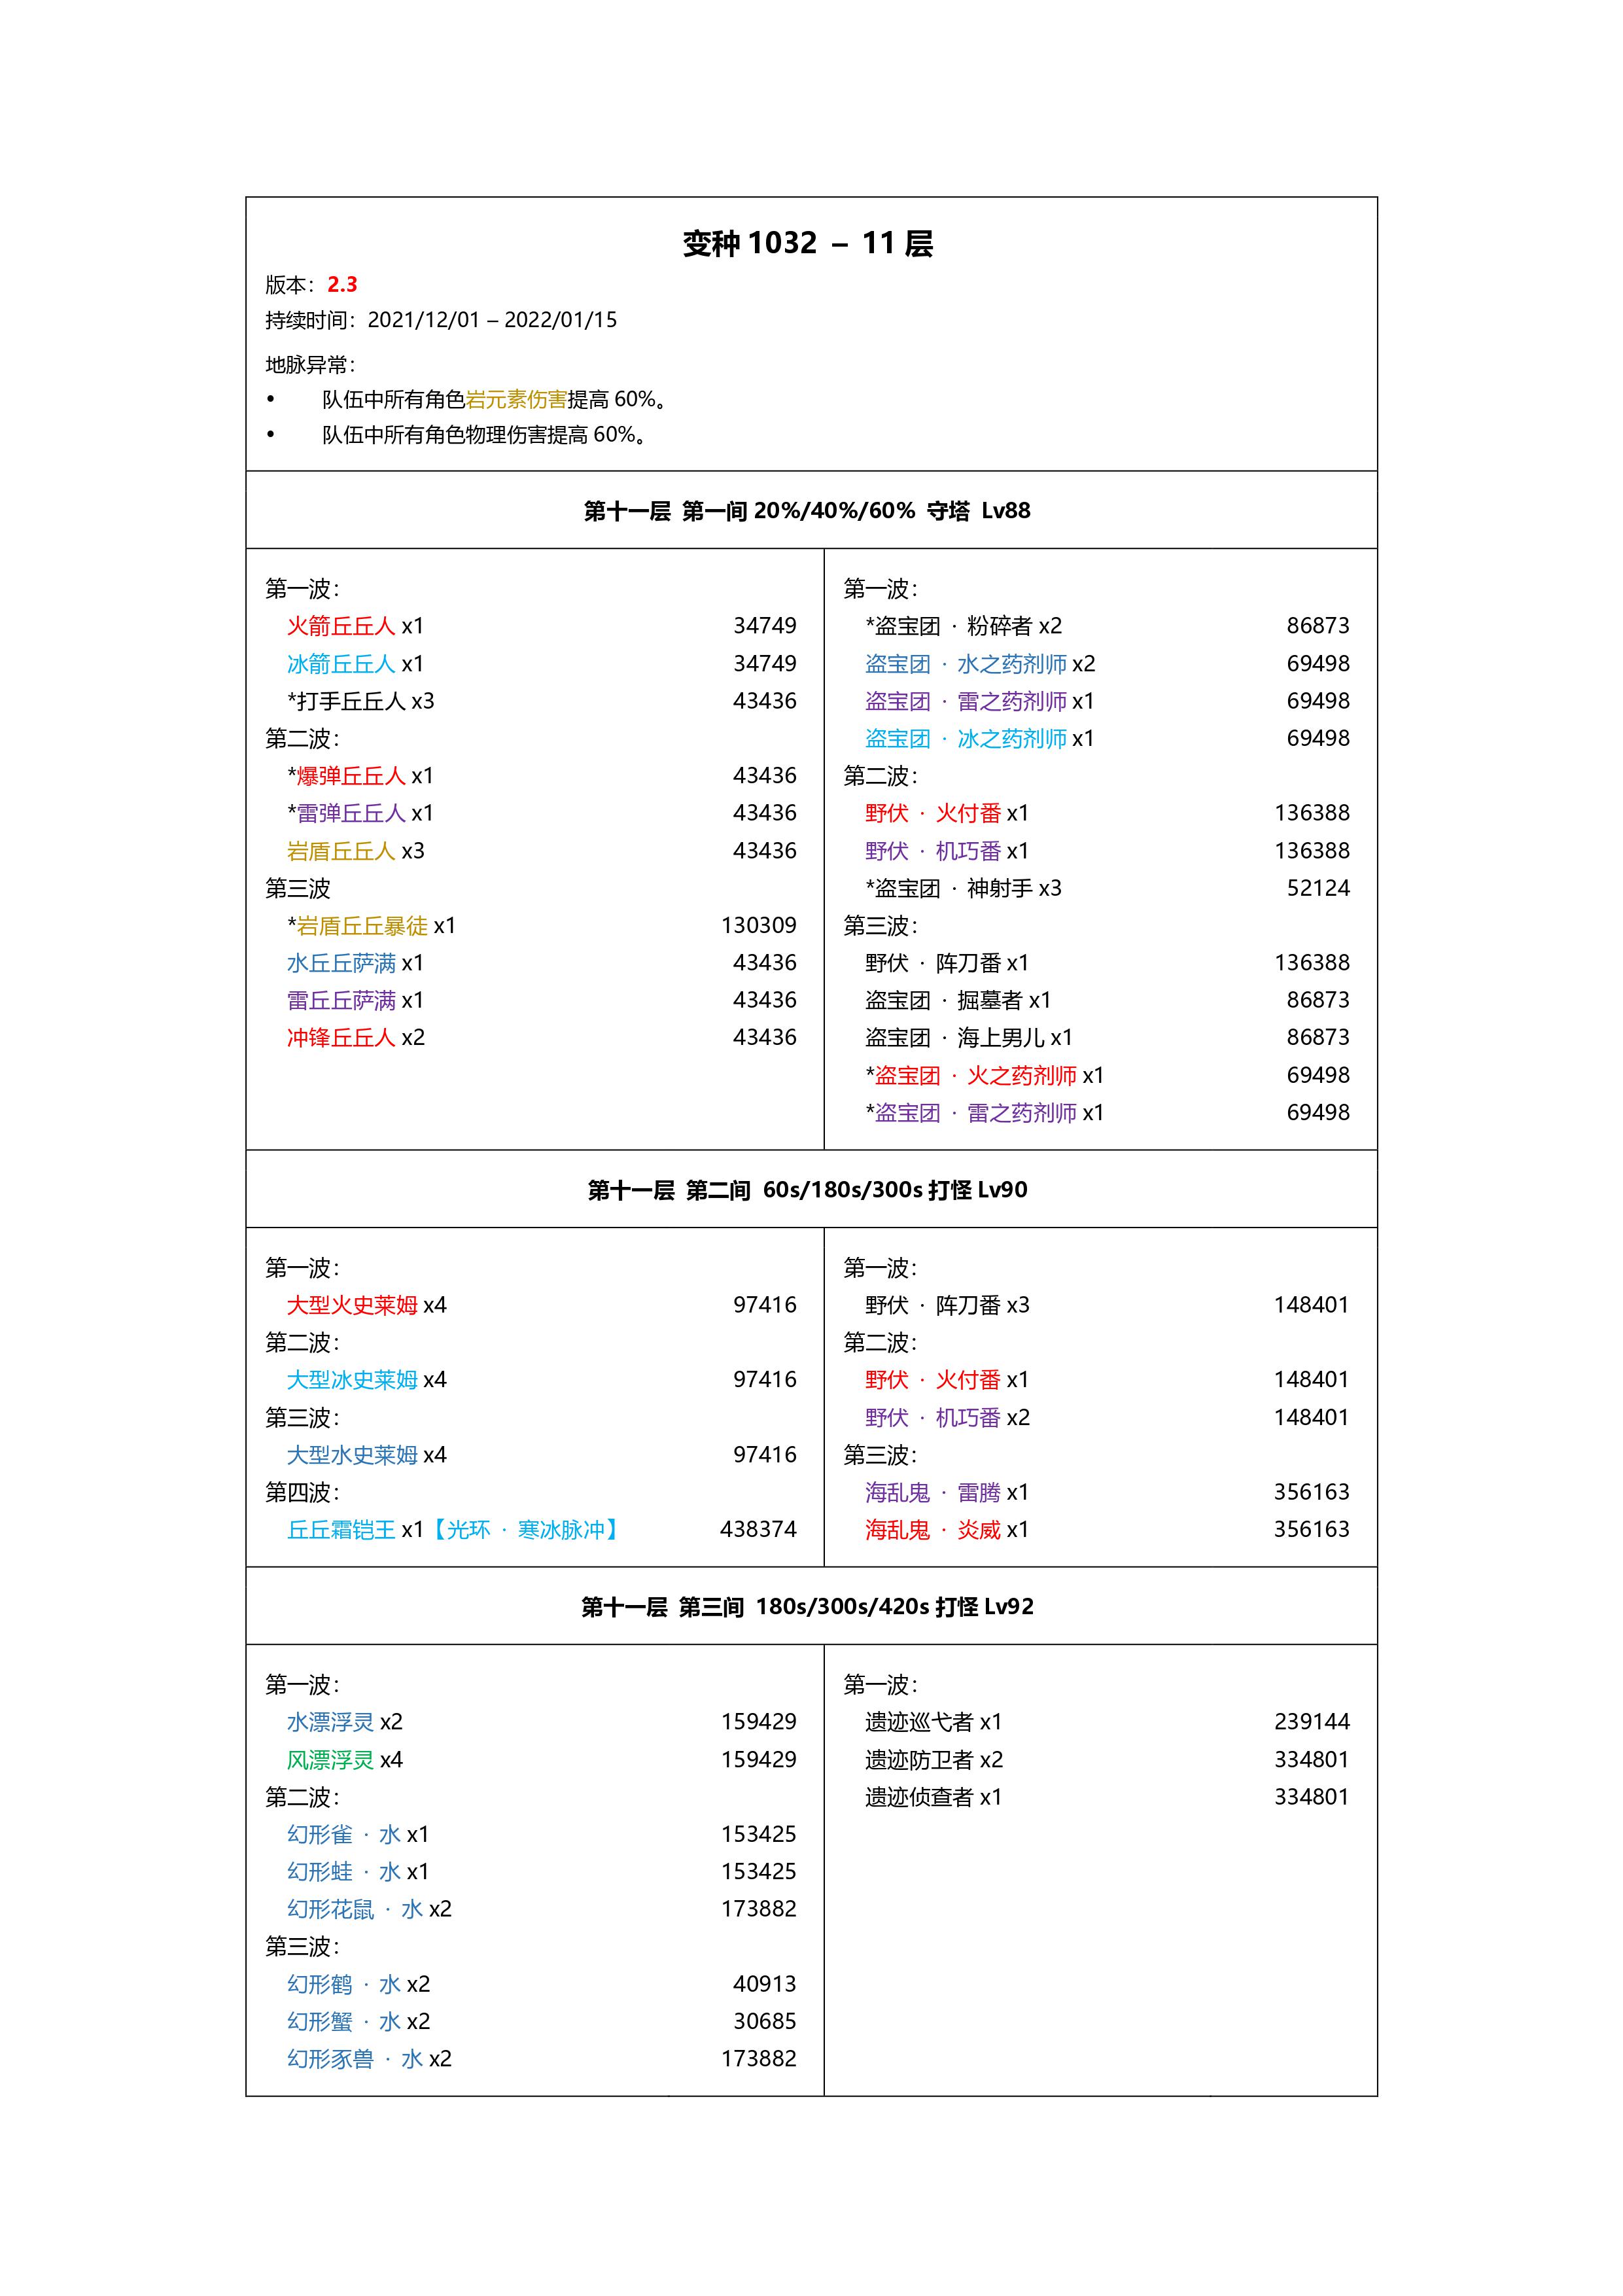 变种 1032 – 11 层
版本：2.3
持续时间：2021/12/01 – 2022/01/15
地脉异常：
• 队伍中所有角色岩元素伤害提高 60%。
• 队伍中所有角色物理伤害提高 60%。
第十一层 第一间 20%/40%/60% 守塔 Lv88
第一波：
火箭丘丘人 x1 34749
冰箭丘丘人 x1 34749
*打手丘丘人 x3 43436
第二波：
*爆弹丘丘人 x1 43436
*雷弹丘丘人 x1 43436
岩盾丘丘人 x3 43436
第三波
*岩盾丘丘暴徒 x1 130309
水丘丘萨满 x1 43436
雷丘丘萨满 x1 43436
冲锋丘丘人 x2 43436
第一波：
*盗宝团 · 粉碎者 x2 86873
盗宝团 · 水之药剂师 x2 69498
盗宝团 · 雷之药剂师 x1 69498
盗宝团 · 冰之药剂师 x1 69498
第二波：
野伏 · 火付番 x1 136388
野伏 · 机巧番 x1 136388
*盗宝团 · 神射手 x3 52124
第三波：
野伏 · 阵刀番 x1 136388
盗宝团 · 掘墓者 x1 86873
盗宝团 · 海上男儿 x1 86873
*盗宝团 · 火之药剂师 x1 69498
*盗宝团 · 雷之药剂师 x1 69498
第十一层 第二间 60s/180s/300s 打怪 Lv90
第一波：
大型火史莱姆 x4 97416
第二波：
大型冰史莱姆 x4 97416
第三波：
大型水史莱姆 x4 97416
第四波：
丘丘霜铠王 x1【光环 · 寒冰脉冲】 438374
第一波：
野伏 · 阵刀番 x3 148401
第二波：
野伏 · 火付番 x1 148401
野伏 · 机巧番 x2 148401
第三波：
海乱鬼 · 雷腾 x1 356163
海乱鬼 · 炎威 x1 356163
第十一层 第三间 180s/300s/420s 打怪 Lv92
第一波：
水漂浮灵 x2 159429
风漂浮灵 x4 159429
第二波：
幻形雀 · 水 x1 153425
幻形蛙 · 水 x1 153425
幻形花鼠 · 水 x2 173882
第三波：
幻形鹤 · 水 x2 40913
幻形蟹 · 水 x2 30685
幻形豕兽 · 水 x2 173882
第一波：
遗迹巡弋者 x1 239144
遗迹防卫者 x2 334801
遗迹侦查者 x1 334801